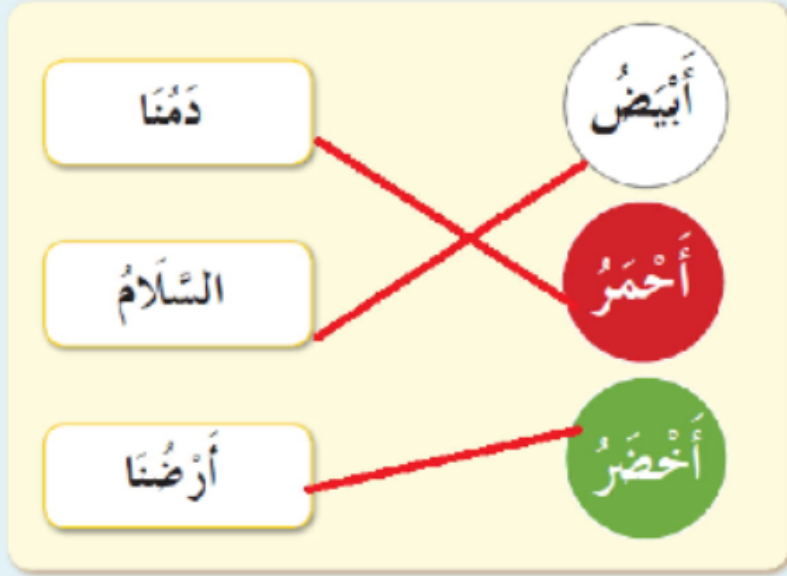 أَبْيَضُ
دَمُنَا
أَحْمَرُ
السَّلَامُ
أَخْضَرُ
أَرْضُنَا